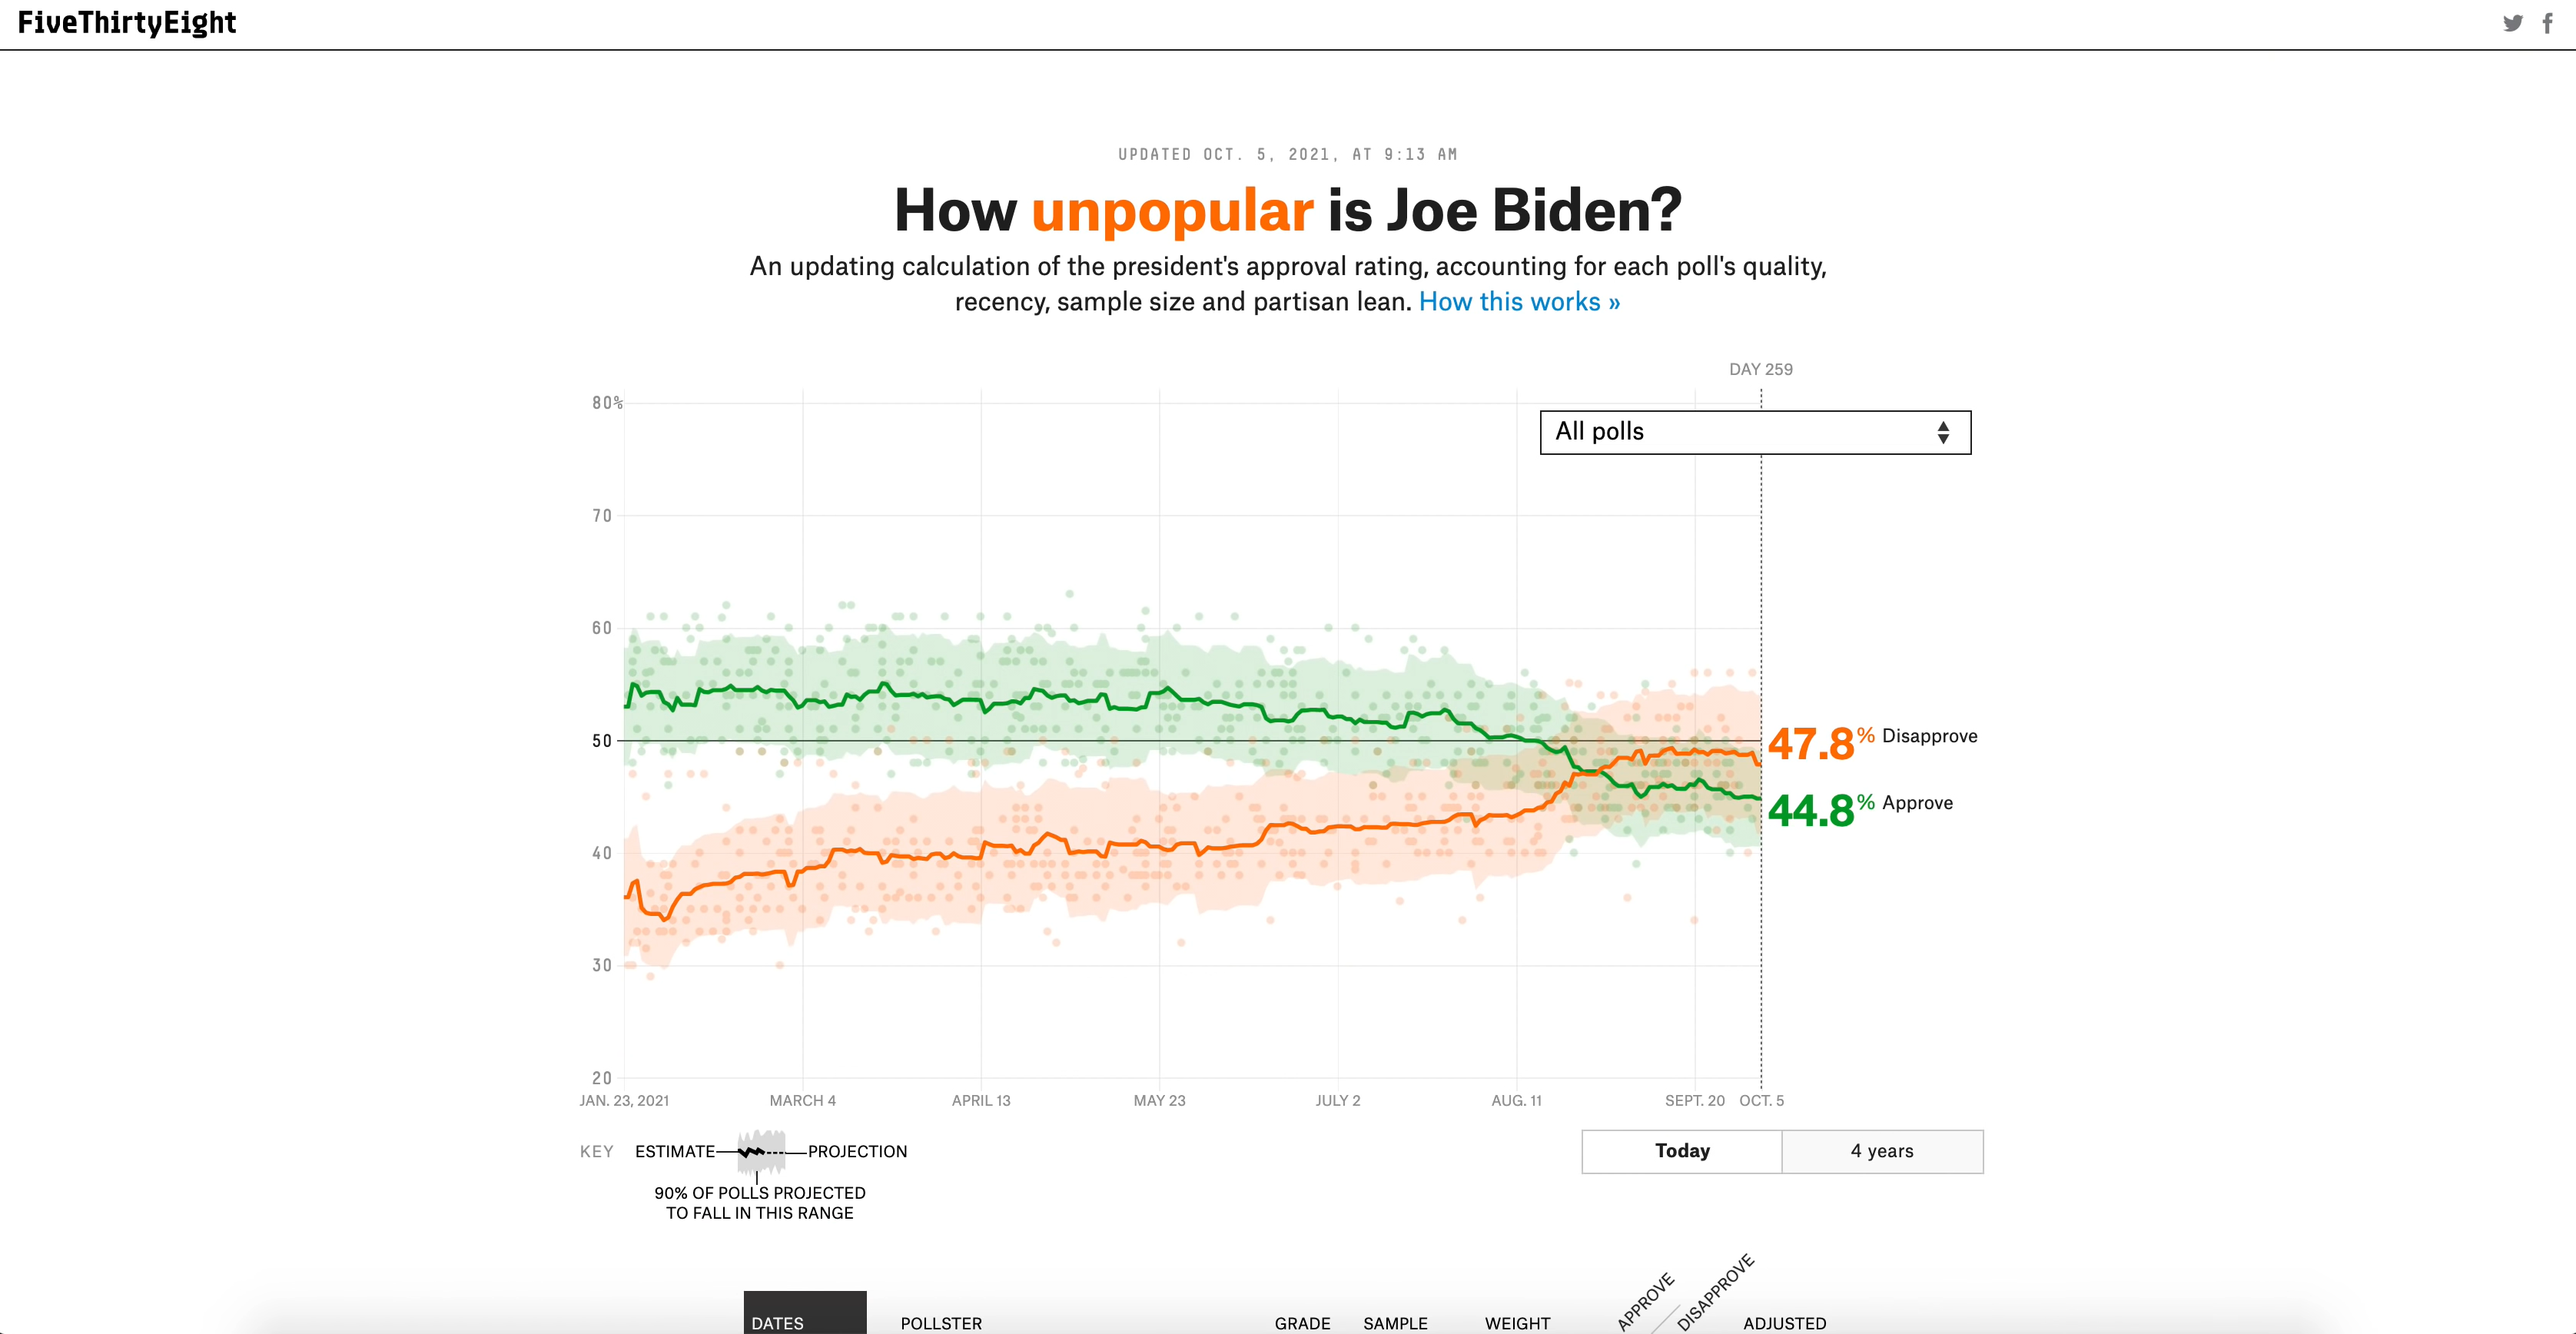 FiveThirtyEight
UPDATED OCT. 5, 2021, AT 9:13 AM
How unpopular is Joe Biden?
An updating calculation of the president's approval rating, accounting for each poll's quality,
recency, sample size and partisan lean. How this works »
DAY 259
80%
All polls
70
60
50
47.8% Disapprove
44.8% Approve
40
30
20
JAN. 23, 2021 MARCH 4 APRIL 13 MAY 23 JULY 2 AUG. 11 SEPT. 20 OCT. 5
KEY ESTIMATE PROJECTION
90% OF POLLS PROJECTED
TO FALL IN THIS RANGE
Today 4 years
DATES POLLSTER GRADE SAMPLE WEIGHT APPROVE DISAPPROVE ADJUSTED